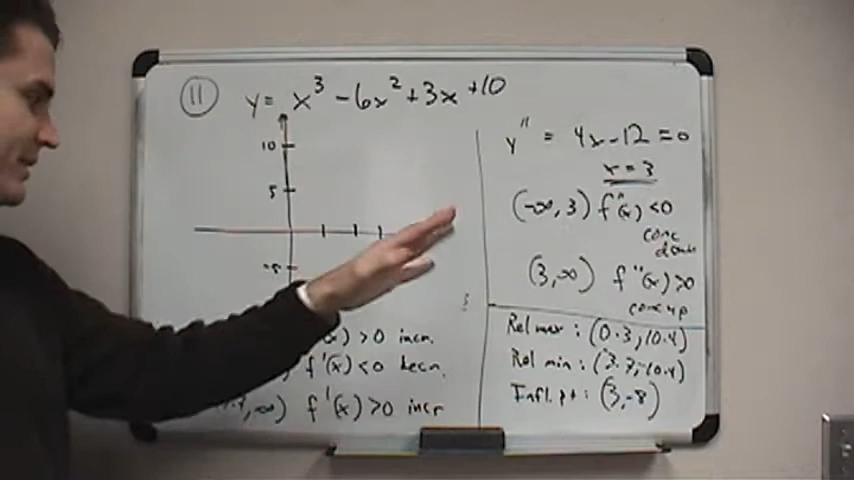 11 y = x³ - 6x² + 3x + 10
10
5
-5
) > 0 incr.
f'(x) < 0 decr.
, ∞) f'(x) > 0 incr
y'' = 4x - 12 = 0
x = 3
(-∞, 3) f''(x) < 0
conc
down
(3, ∞) f''(x) > 0
conc up
Rel max : (0.3, 10.4)
Rel min : (3.7, -10.4)
Infl. pt : (3, -8)